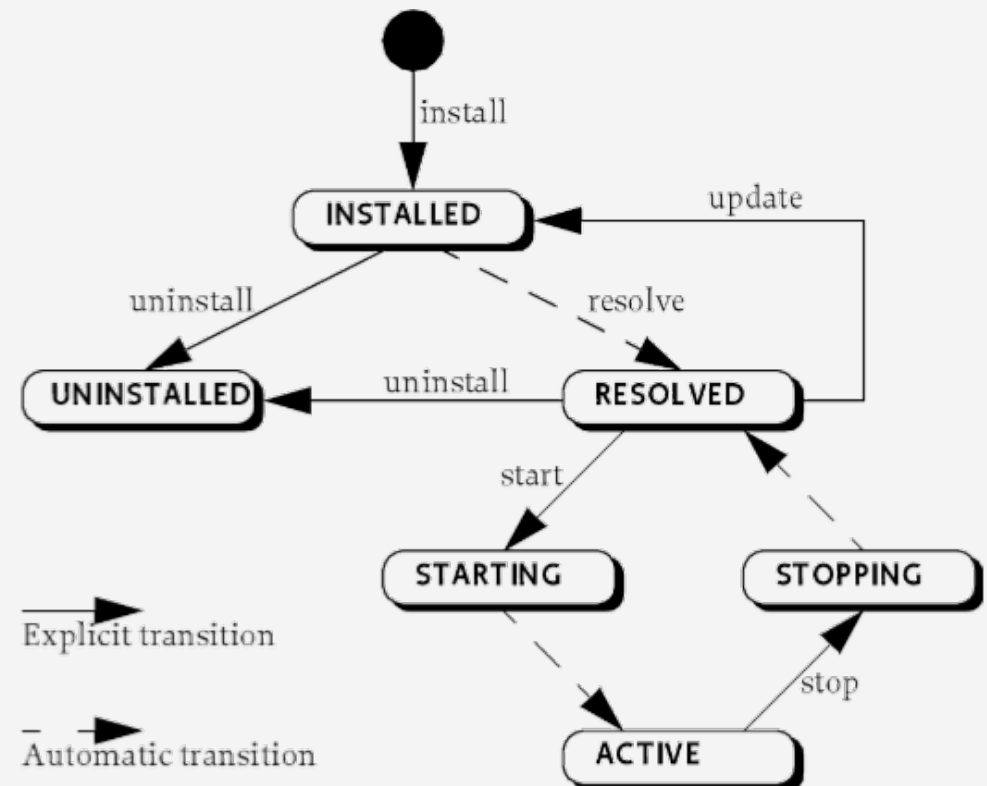 install
INSTALLED
update
uninstall
resolve
UNINSTALLED
uninstall
RESOLVED
start
STARTING
STOPPING
Explicit transition
stop
Automatic transition
ACTIVE